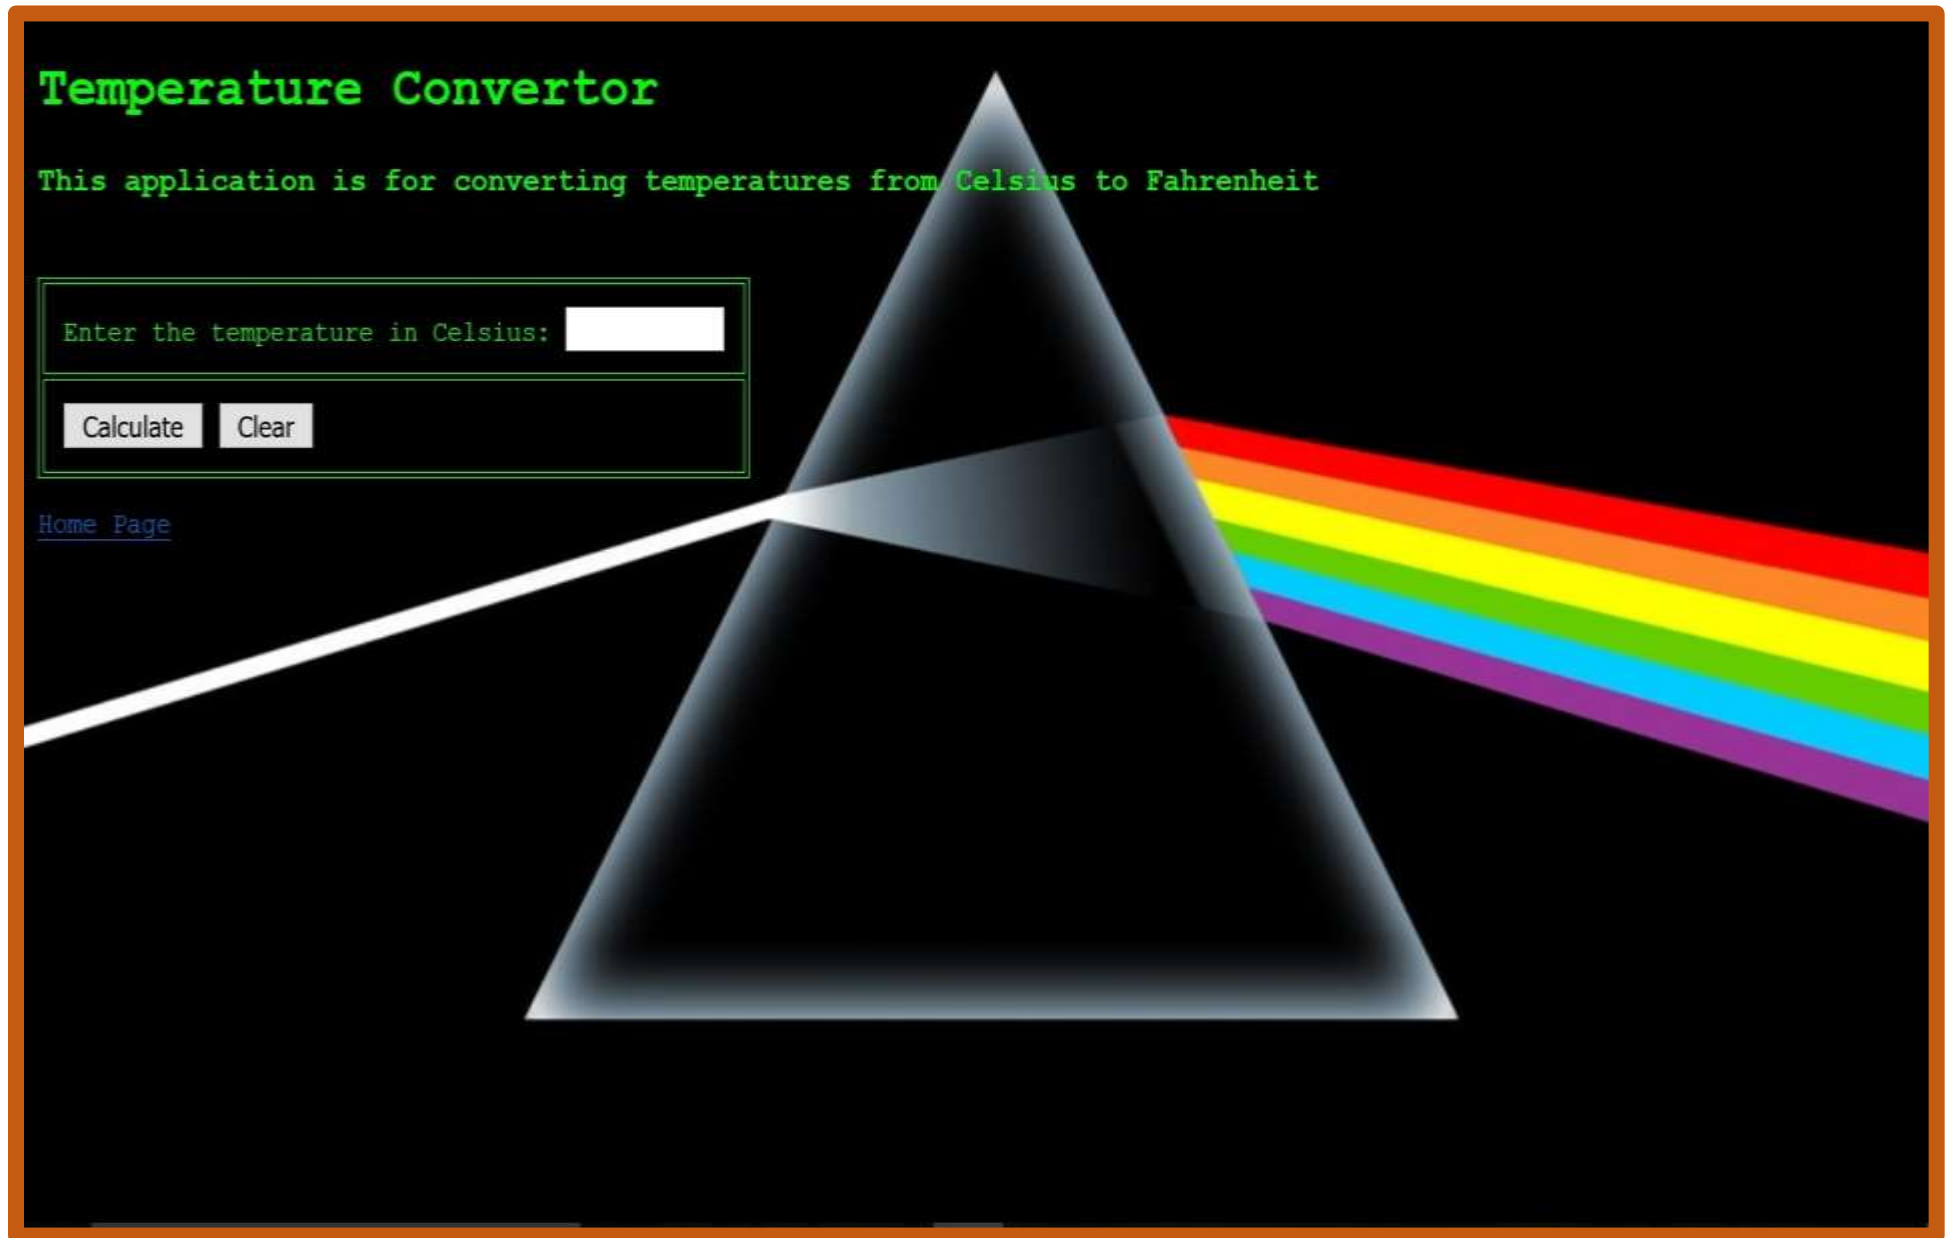 Temperature Convertor
This application is for converting temperatures from Celsius to Fahrenheit
Enter the temperature in Celsius:
Calculate Clear
Home Page